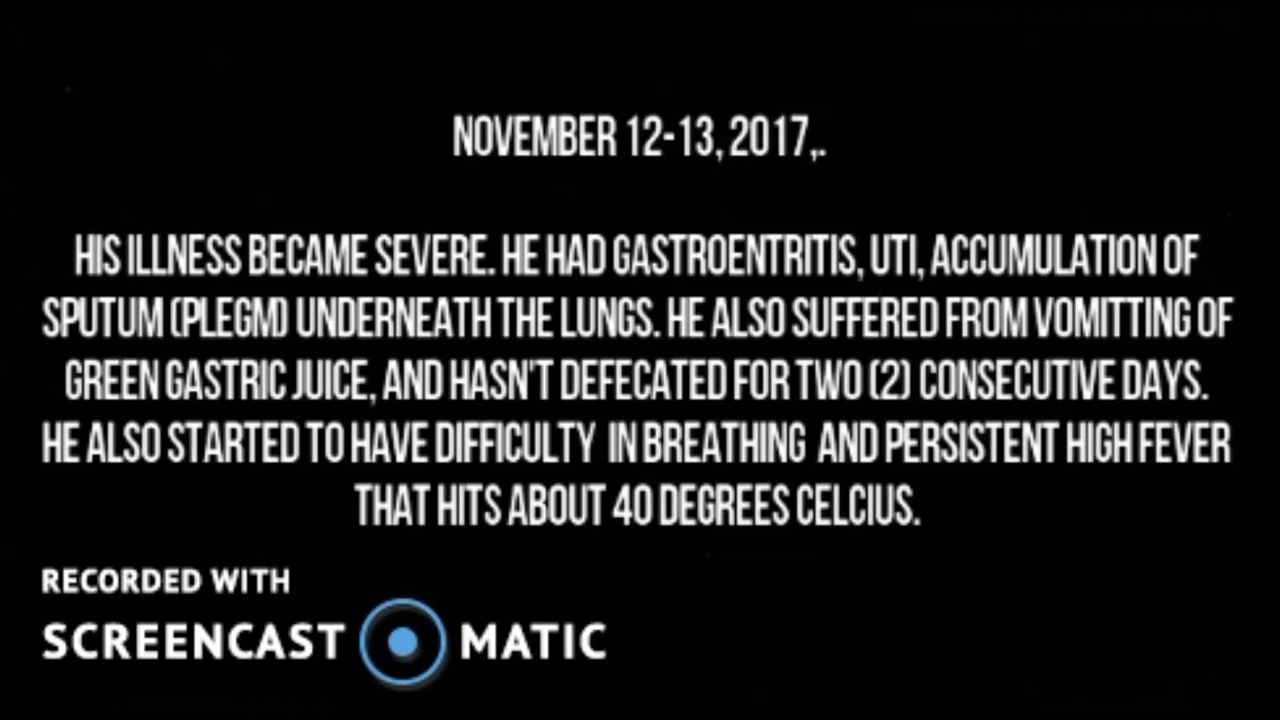 NOVEMBER 12-13, 2017,.
HIS ILLNESS BECAME SEVERE. HE HAD GASTROENTRITIS, UTI, ACCUMULATION OF
SPUTUM (PLEGM) UNDERNEATH THE LUNGS. HE ALSO SUFFERED FROM VOMITTING OF
GREEN GASTRIC JUICE, AND HASN'T DEFECATED FOR TWO (2) CONSECUTIVE DAYS.
HE ALSO STARTED TO HAVE DIFFICULTY IN BREATHING AND PERSISTENT HIGH FEVER
THAT HITS ABOUT 40 DEGREES CELCIUS.
RECORDED WITH
SCREENCAST MATIC